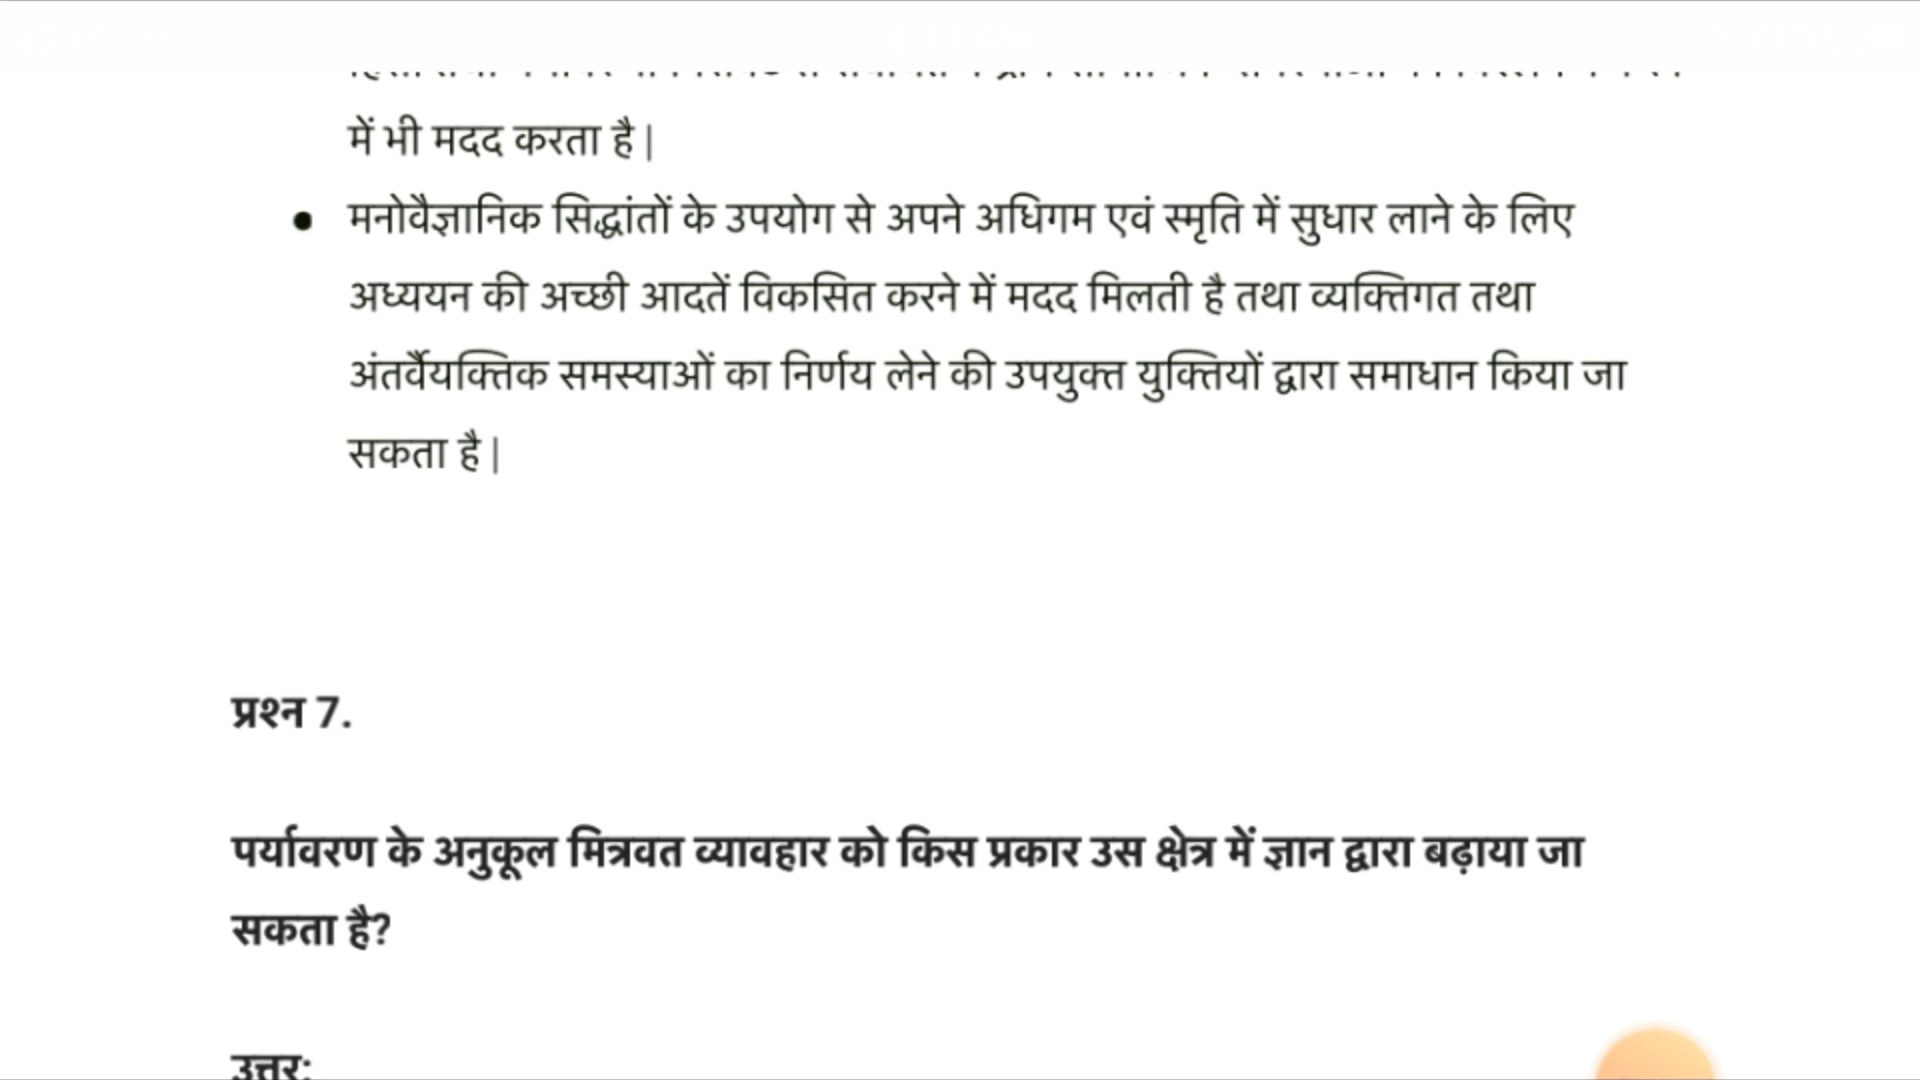 में भी मदद करता है|
• मनोवैज्ञानिक सिद्धांतों के उपयोग से अपने अधिगम एवं स्मृति में सुधार लाने के लिए
अध्ययन की अच्छी आदतें विकसित करने में मदद मिलती है तथा व्यक्तिगत तथा
अंतर्वैयक्तिक समस्याओं का निर्णय लेने की उपयुक्त युक्तियों द्वारा समाधान किया जा
सकता है|
प्रश्न 7.
पर्यावरण के अनुकूल मित्रवत व्यावहार को किस प्रकार उस क्षेत्र में ज्ञान द्वारा बढ़ाया जा
सकता है?
उत्तर: